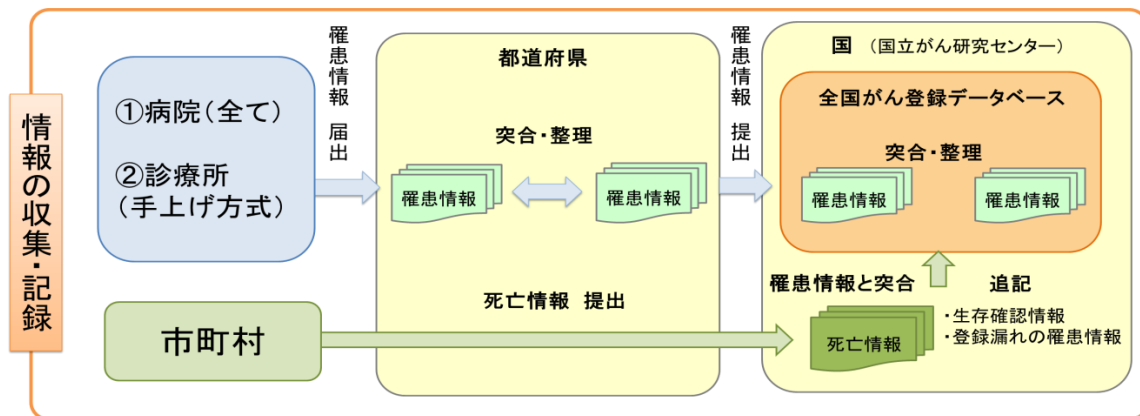 情報の収集・記録
①病院(全て)
②診療所
(手上げ方式)
市町村
罹患情報 届出
都道府県
突合・整理
罹患情報
罹患情報
死亡情報 提出
罹患情報 提出
国 (国立がん研究センター)
全国がん登録データベース
突合・整理
罹患情報
罹患情報
罹患情報と突合
追記
死亡情報
・生存確認情報
・登録漏れの罹患情報